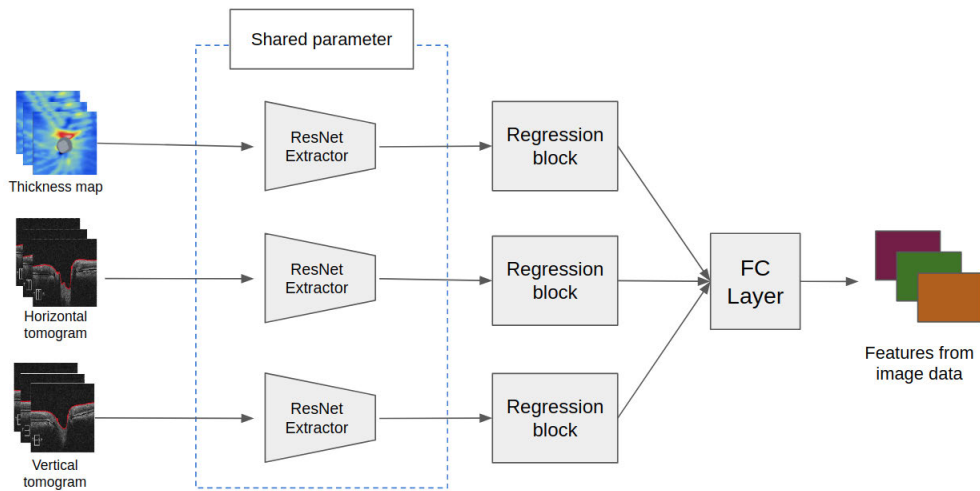 Shared parameter
Thickness map
ResNet
Extractor
Regression
block
Horizontal
tomogram
ResNet
Extractor
Regression
block
FC
Layer
Features from
image data
Vertical
tomogram
ResNet
Extractor
Regression
block